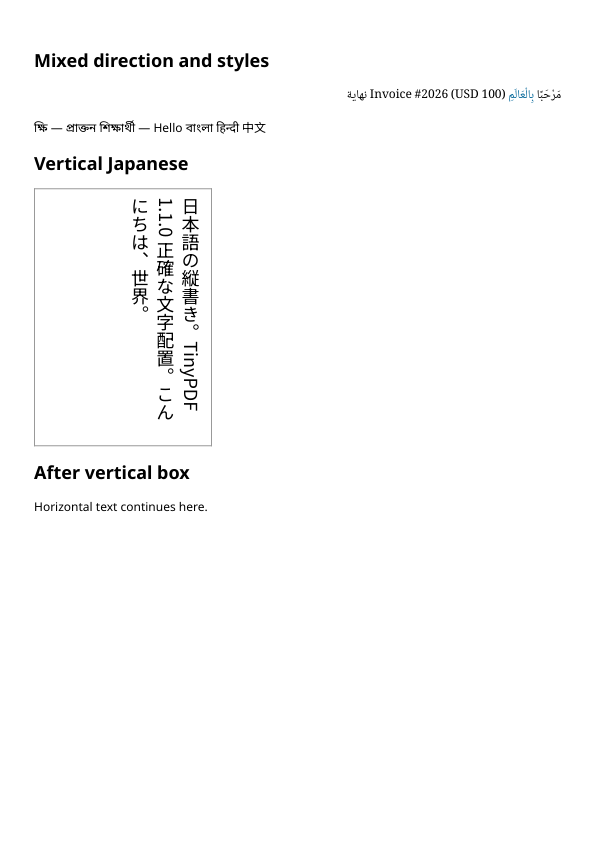 Mixed direction and styles
مَرْحَبًا بِالْعَالَمِ Invoice #2026 (USD 100) نهاية
ক্ষি — প্রাক্তন শিক্ষার্থী — Hello বাংলা हिन्दी 中文
Vertical Japanese
日本語の縦書き。TinyPDF
1.1.0 正確な文字配置。こん
にちは、世界。
After vertical box
Horizontal text continues here.